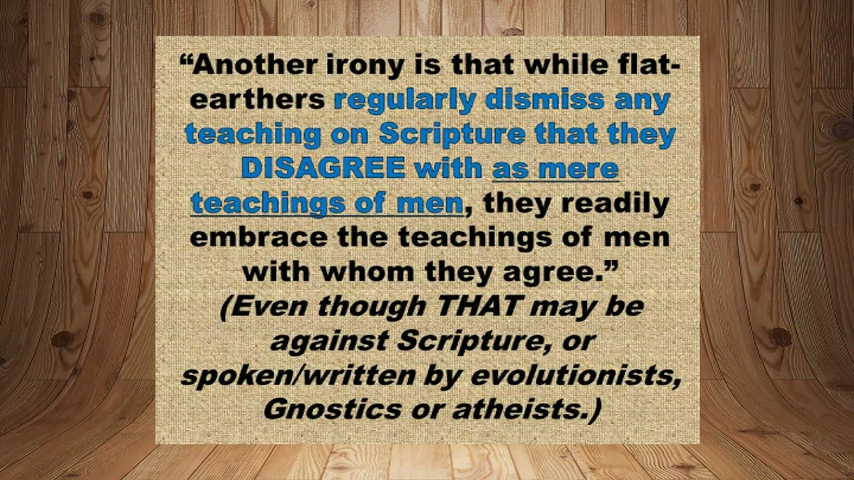 “Another irony is that while flat-
earthers regularly dismiss any
teaching on Scripture that they
DISAGREE with as mere
teachings of men, they readily
embrace the teachings of men
with whom they agree.”
(Even though THAT may be
against Scripture, or
spoken/written by evolutionists,
Gnostics or atheists.)